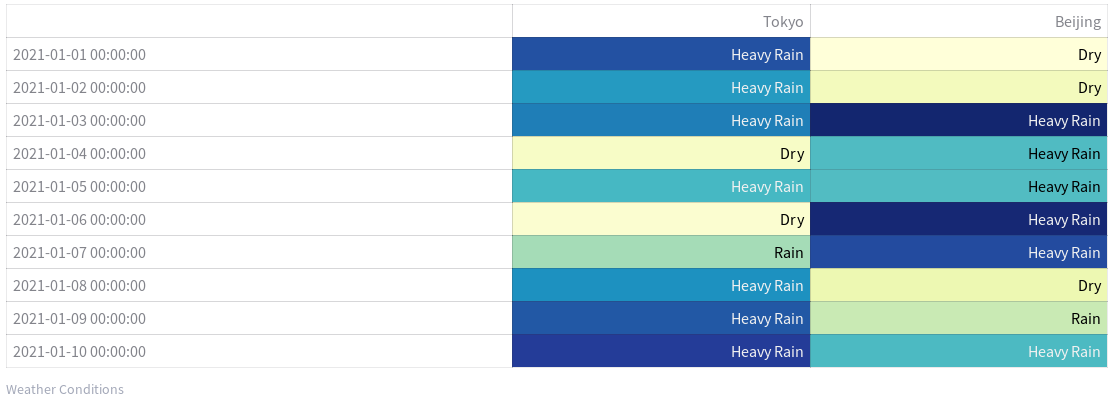 Tokyo Beijing
2021-01-01 00:00:00 Heavy Rain Dry
2021-01-02 00:00:00 Heavy Rain Dry
2021-01-03 00:00:00 Heavy Rain Heavy Rain
2021-01-04 00:00:00 Dry Heavy Rain
2021-01-05 00:00:00 Heavy Rain Heavy Rain
2021-01-06 00:00:00 Dry Heavy Rain
2021-01-07 00:00:00 Rain Heavy Rain
2021-01-08 00:00:00 Heavy Rain Dry
2021-01-09 00:00:00 Heavy Rain Rain
2021-01-10 00:00:00 Heavy Rain Heavy Rain
Weather Conditions